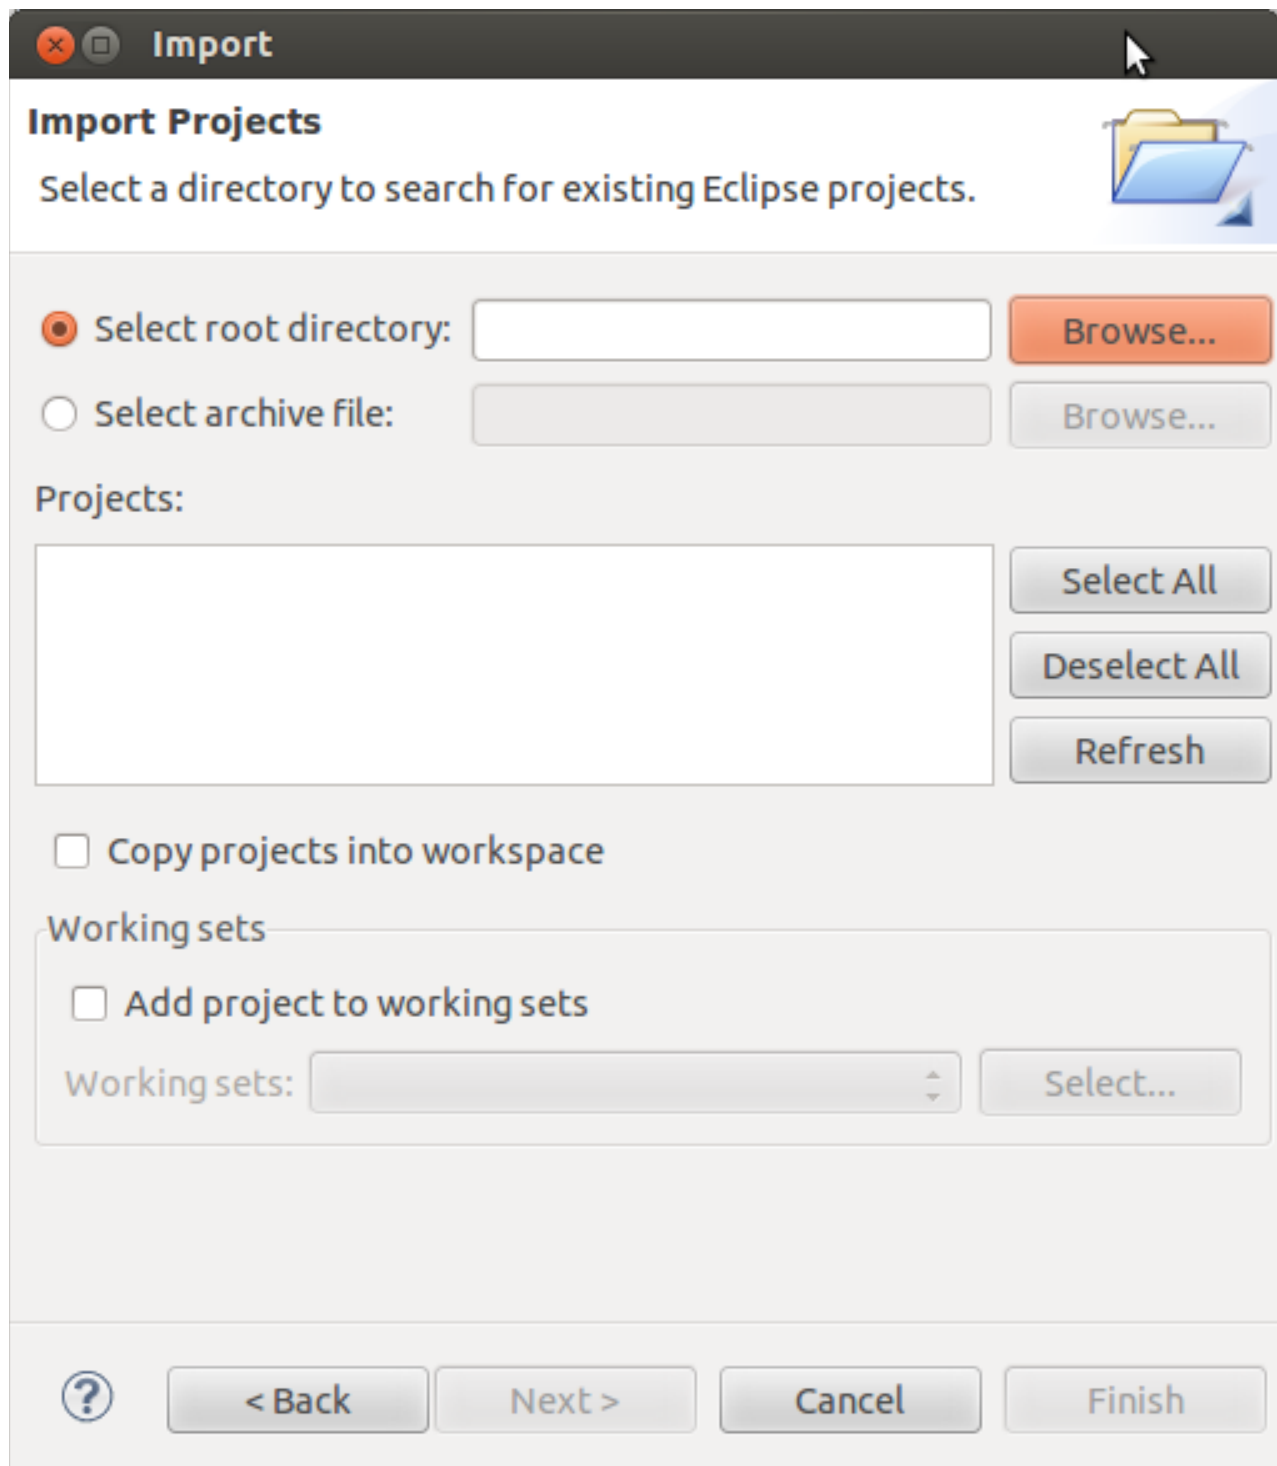 Import
Import Projects
Select a directory to search for existing Eclipse projects.
Select root directory: Browse...
Select archive file: Browse...
Projects:
Select All
Deselect All
Refresh
Copy projects into workspace
Working sets
Add project to working sets
Working sets: Select...
? < Back Next > Cancel Finish